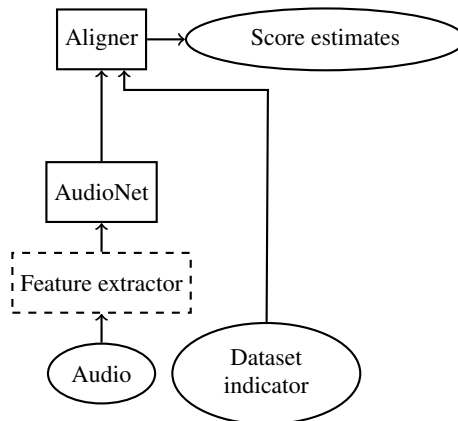 Aligner
Score estimates
AudioNet
Feature extractor
Audio
Dataset
indicator